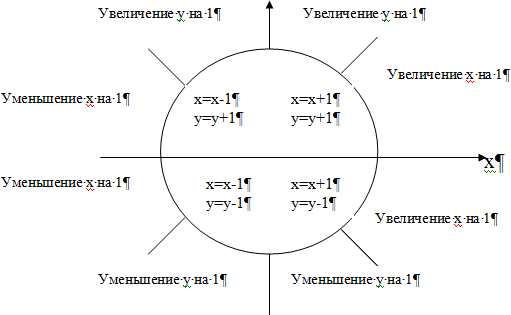 Увеличение·у·на·1¶
Увеличение·у·на·1¶
Увеличение·х·на·1¶
Уменьшение·х·на·1¶
x=x-1¶
y=y+1¶
x=x+1¶
y=y+1¶
x¶
Уменьшение·х·на·1¶
x=x-1¶
y=y-1¶
x=x+1¶
y=y-1¶
Увеличение·х·на·1¶
Уменьшение·у·на·1¶
Уменьшение·у·на·1¶